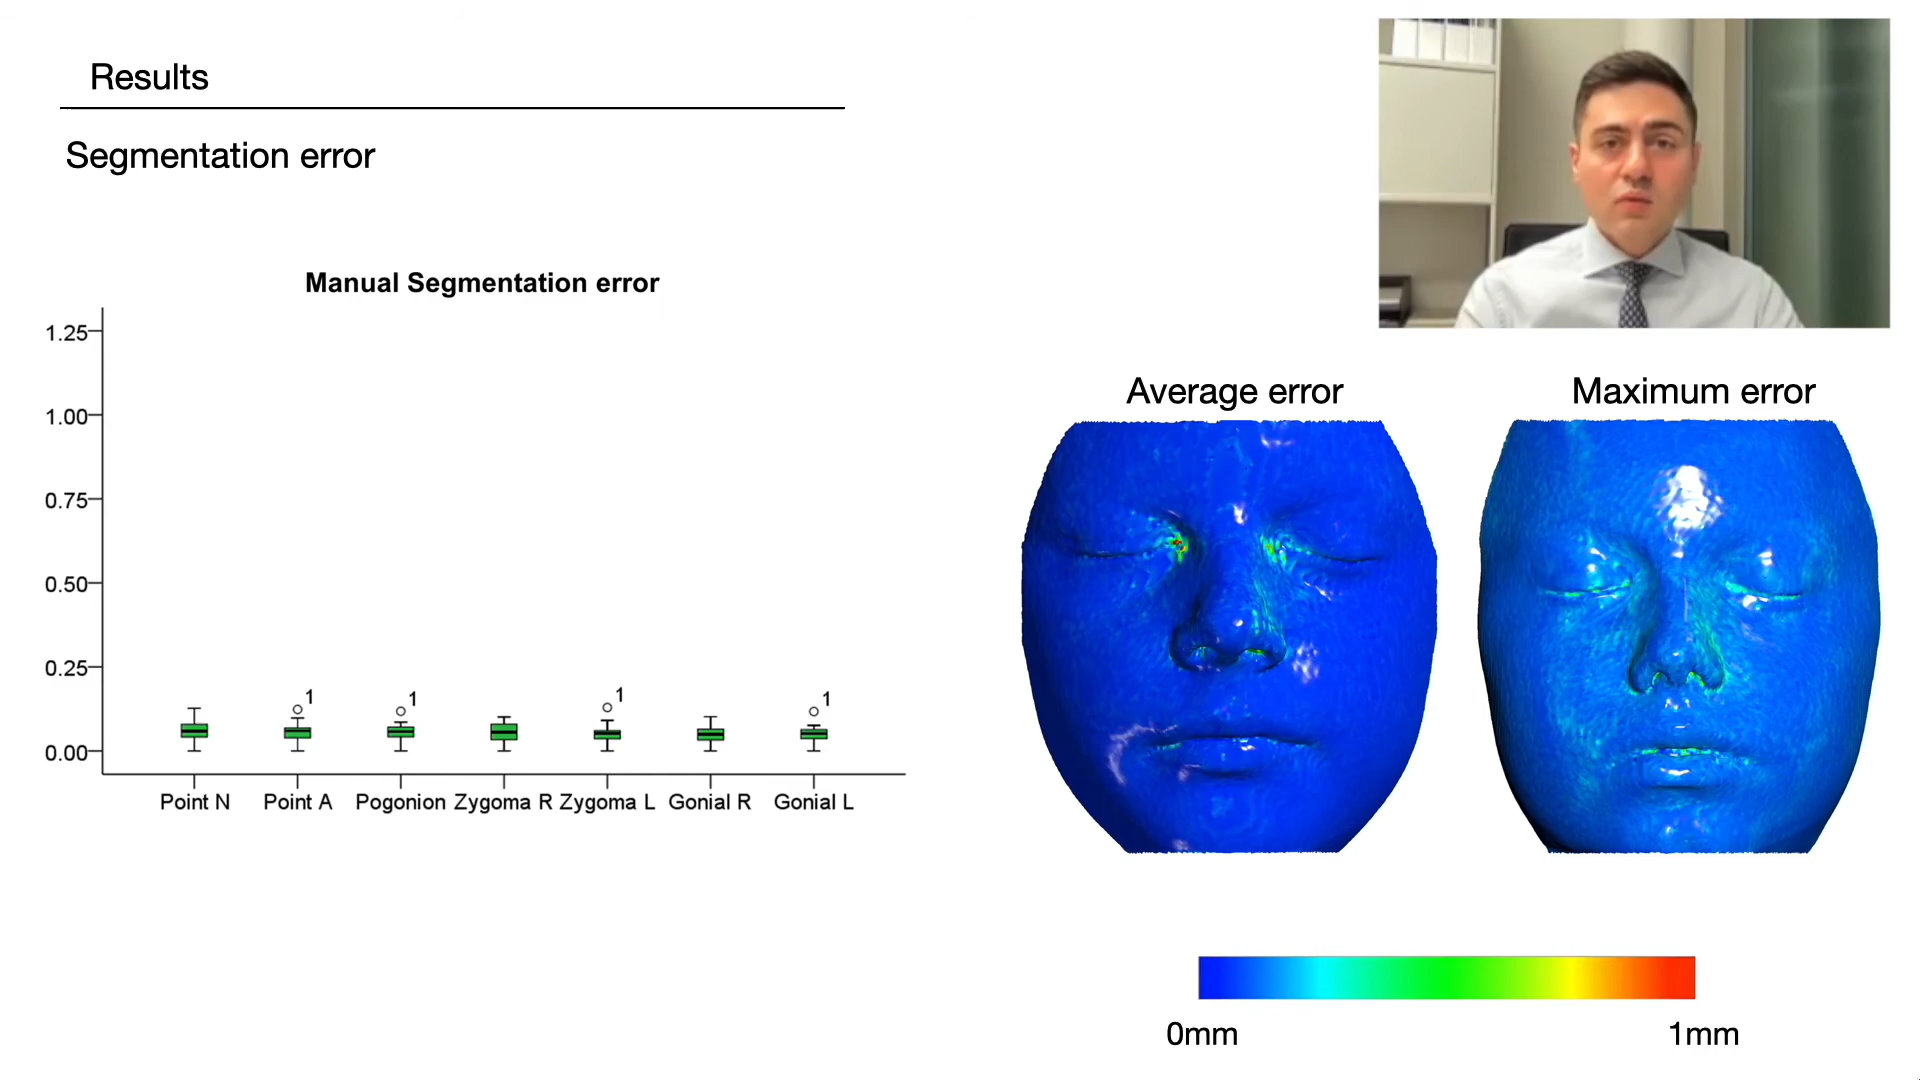 Results
Segmentation error
Manual Segmentation error
1.25
1.00
0.75
0.50
0.25
0.00
1
1
1
1
Point N Point A Pogonion Zygoma R Zygoma L Gonial R Gonial L
Average error
Maximum error
0mm
1mm